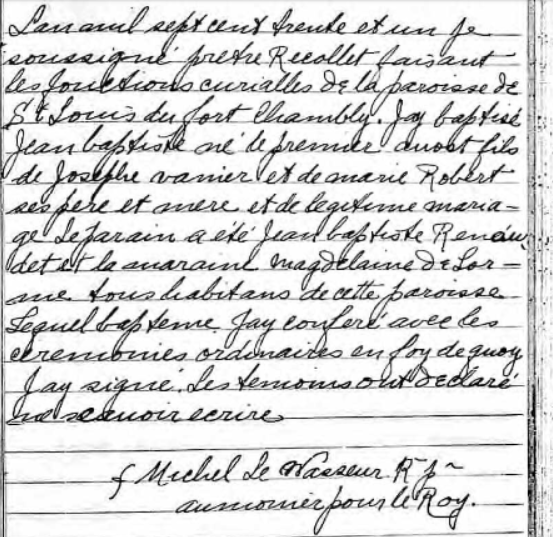 Lan mil sept cent trente et un je
soussigné pretre Recollet faisant
les fonctions curialles de la paroisse de
St Louis du fort Chambly. Jay baptisé
Jean baptiste né le premier aoust fils
de Josephe vanier et de marie Robert
ses pere et mere et de legitime maria-
ge Le parain a été Jean baptiste Renau
det et la maraine magdelaine de Lor-
me tous habitans de cette paroisse
Lequel bapteme Jay conferé avec les
ceremonies ordinaires en foy de quoy
Jay signé. Les temoins ont declaré
ne scavoir ecrire
f Michel Le Vasseur R p
aumonier pour le Roy.